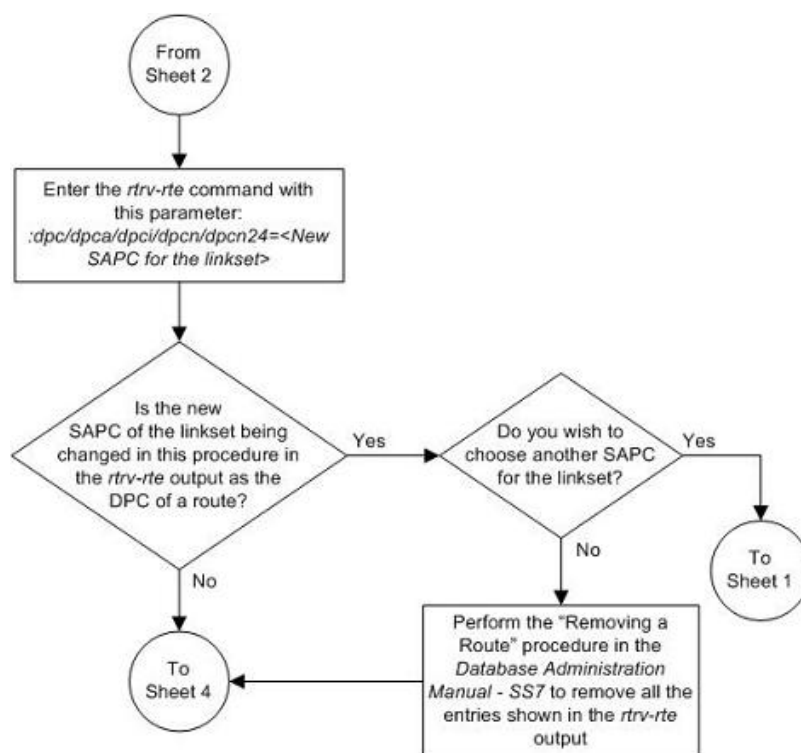 From
Sheet 2
Enter the rtrv-rte command with
this parameter:
:dpc/dpca/dpci/dpcn/dpcn24=<New
SAPC for the linkset>
Is the new
SAPC of the linkset being
changed in this procedure in
the rtrv-rte output as the
DPC of a route?
Yes
Do you wish to
choose another SAPC
for the linkset?
Yes
No
No
To
Sheet 1
To
Sheet 4
Perform the “Removing a
Route” procedure in the
Database Administration
Manual - SS7 to remove all the
entries shown in the rtrv-rte
output